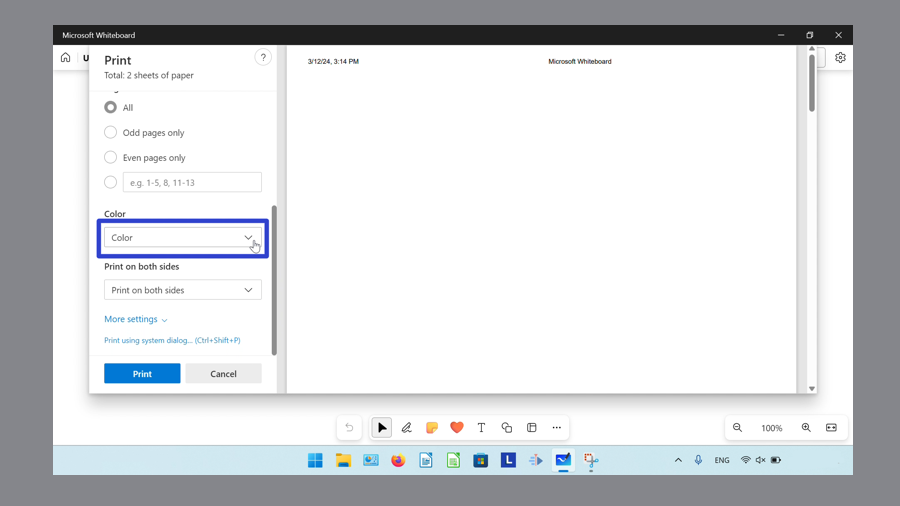 Microsoft Whiteboard
Print
?
Total: 2 sheets of paper
3/12/24, 3:14 PM
Microsoft Whiteboard
All
Odd pages only
Even pages only
e.g. 1-5, 8, 11-13
Color
Color
Print on both sides
Print on both sides
More settings
Print using system dialog... (Ctrl+Shift+P)
Print
Cancel
T
100%
L
ENG